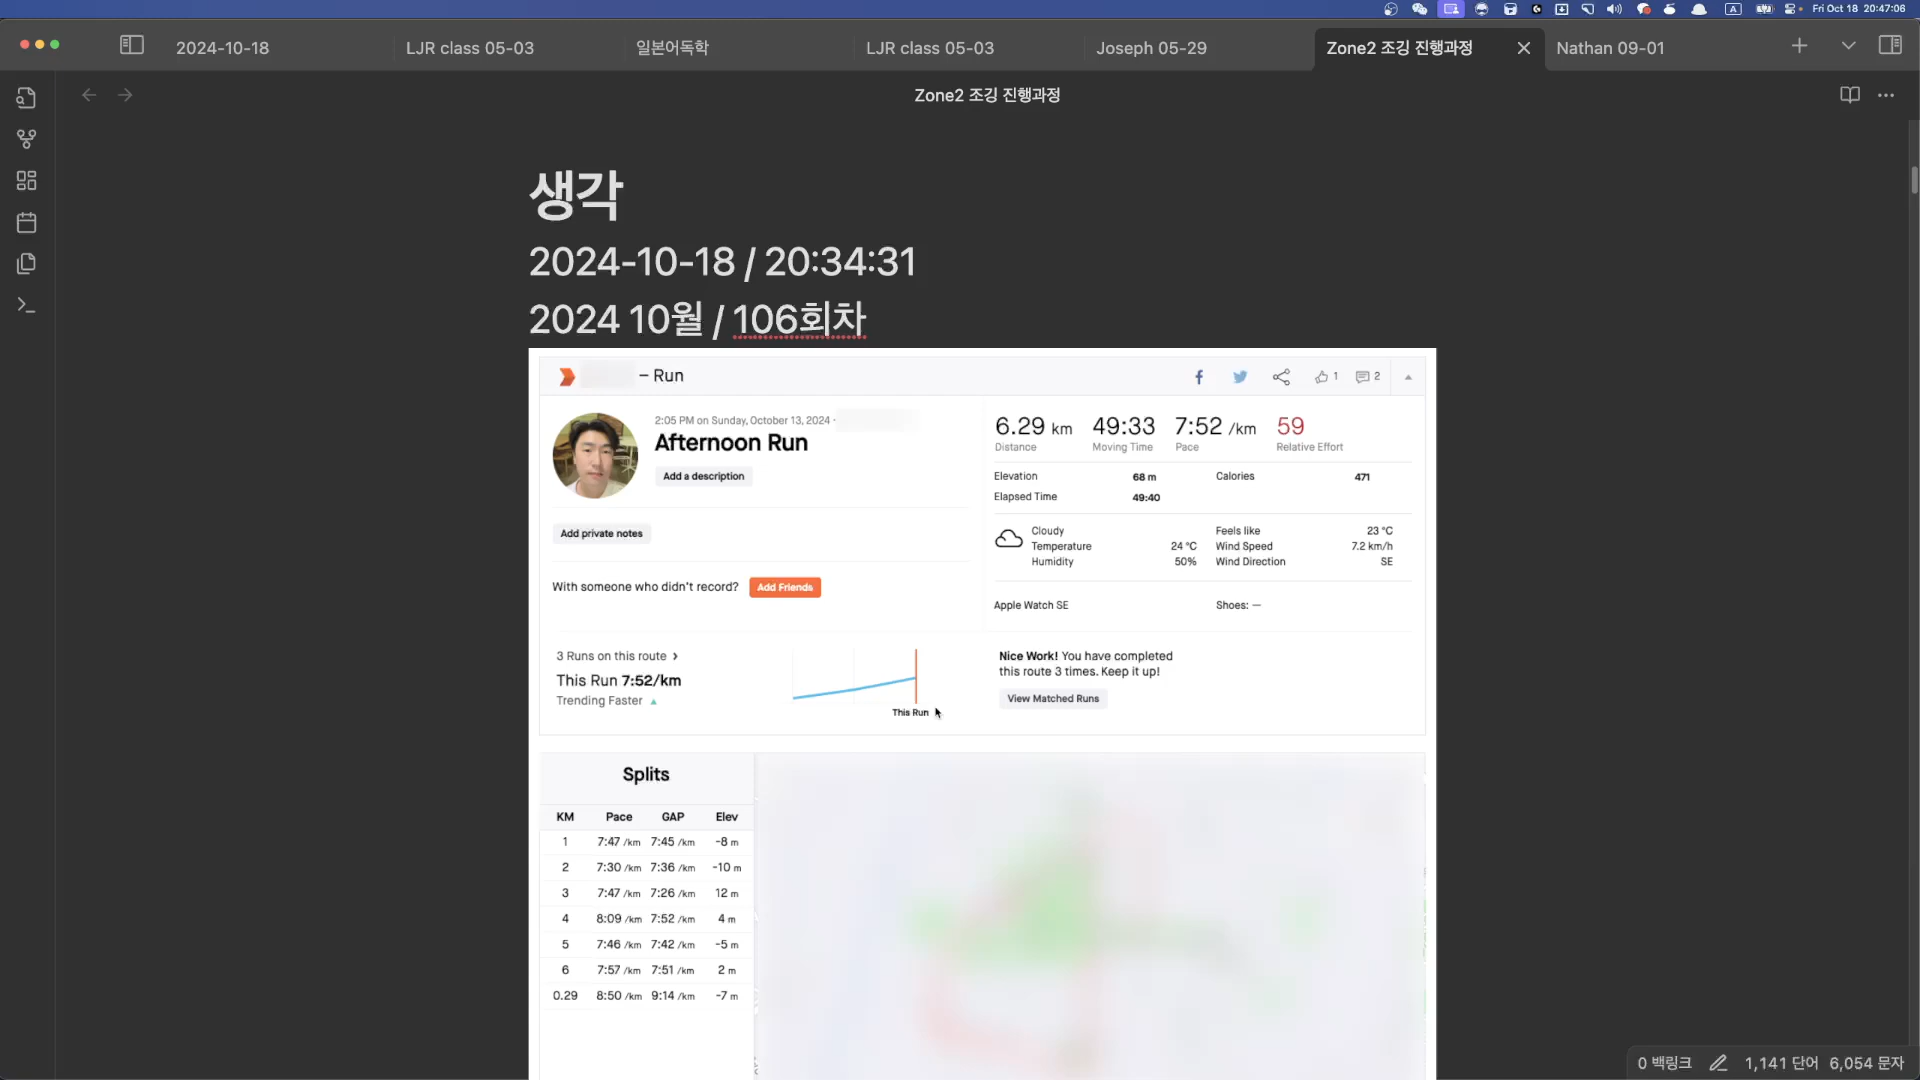 Fri Oct 18 20:47:06
2024-10-18
LJR class 05-03
일본어독학
LJR class 05-03
Joseph 05-29
Zone2 조깅 진행과정
Nathan 09-01
Zone2 조깅 진행과정
생각
2024-10-18 / 20:34:31
2024 10월 / 106회차
– Run
1
2
2:05 PM on Sunday, October 13, 2024 ·
Afternoon Run
Add a description
Add private notes
With someone who didn't record? Add Friends
6.29 km 49:33 7:52 /km 59
Distance Moving Time Pace Relative Effort
Elevation 68 m Calories 471
Elapsed Time 49:40
Cloudy Feels like 23 °C
Temperature 24 °C Wind Speed 7.2 km/h
Humidity 50% Wind Direction SE
Apple Watch SE Shoes: —
3 Runs on this route
This Run 7:52/km
Trending Faster
This Run
Nice Work! You have completed
this route 3 times. Keep it up!
View Matched Runs
Splits
KM Pace GAP Elev
1 7:47 /km 7:45 /km -8 m
2 7:30 /km 7:36 /km -10 m
3 7:47 /km 7:26 /km 12 m
4 8:09 /km 7:52 /km 4 m
5 7:46 /km 7:42 /km -5 m
6 7:57 /km 7:51 /km 2 m
0.29 8:50 /km 9:14 /km -7 m
0 백링크 1,141 단어 6,054 문자